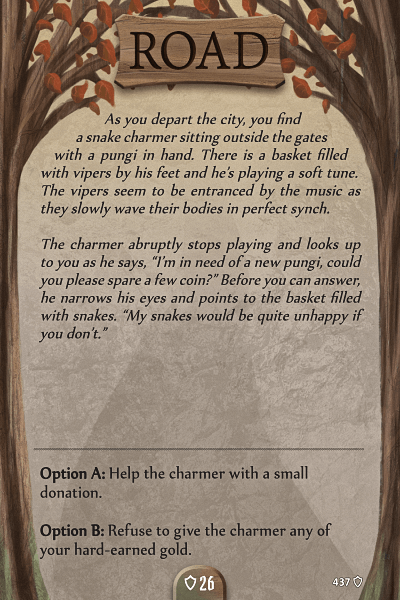 ROAD
As you depart the city, you find
a snake charmer sitting outside the gates
with a pungi in hand. There is a basket filled
with vipers by his feet and he's playing a soft tune.
The vipers seem to be entranced by the music as
they slowly wave their bodies in perfect synch.
The charmer abruptly stops playing and looks up
to you as he says, “I'm in need of a new pungi, could
you please spare a few coin?” Before you can answer,
he narrows his eyes and points to the basket filled
with snakes. “My snakes would be quite unhappy if
you don't.”
Option A: Help the charmer with a small
donation.
Option B: Refuse to give the charmer any of
your hard-earned gold.
26
437